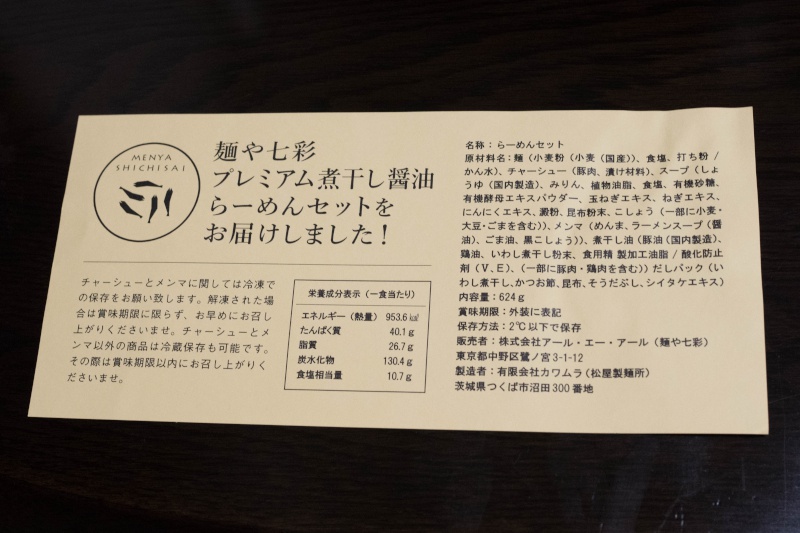 MENYA
SHICHISAI
麺や七彩
プレミアム煮干し醤油
らーめんセットを
お届けしました！
チャーシューとメンマに関しては冷凍で
の保存をお願い致します。解凍された場
合は賞味期限に限らず、お早めにお召し
上がりくださいませ。チャーシューとメ
ンマ以外の商品は冷蔵保存も可能です。
その際は賞味期限以内にお召し上がりく
ださいませ。
栄養成分表示（一食当たり）
エネルギー（熱量） 953.6㎉
たんぱく質 40.1g
脂質 26.7g
炭水化物 130.4g
食塩相当量 10.7g
名称：らーめんセット
原材料名：麺（小麦粉（小麦（国産））、食塩、打ち粉 /
かん水）、チャーシュー（豚肉、漬け材料）、スープ（しょ
うゆ（国内製造）、みりん、植物油脂、食塩、有機砂糖、
有機酵母エキスパウダー、玉ねぎエキス、ねぎエキス、
にんにくエキス、澱粉、昆布粉末、こしょう（一部に小麦・
大豆・ごまを含む））、メンマ（めんま、ラーメンスープ（醤
油）、ごま油、黒こしょう））、煮干し油（豚油（国内製造）、
鶏油、いわし煮干し粉末、食用精 製加工油脂 / 酸化防止
剤（V.E）、（一部に豚肉・鶏肉を含む））だしパック（い
わし煮干し、かつお節、昆布、そうだぶし、シイタケエキス）
内容量：624g
賞味期限：外装に表記
保存方法：2℃以下で保存
販売者：株式会社アール・エー・アール（麺や七彩）
東京都中野区鷺ノ宮3-1-12
製造者：有限会社カワムラ（松屋製麺所）
茨城県つくば市沼田300番地